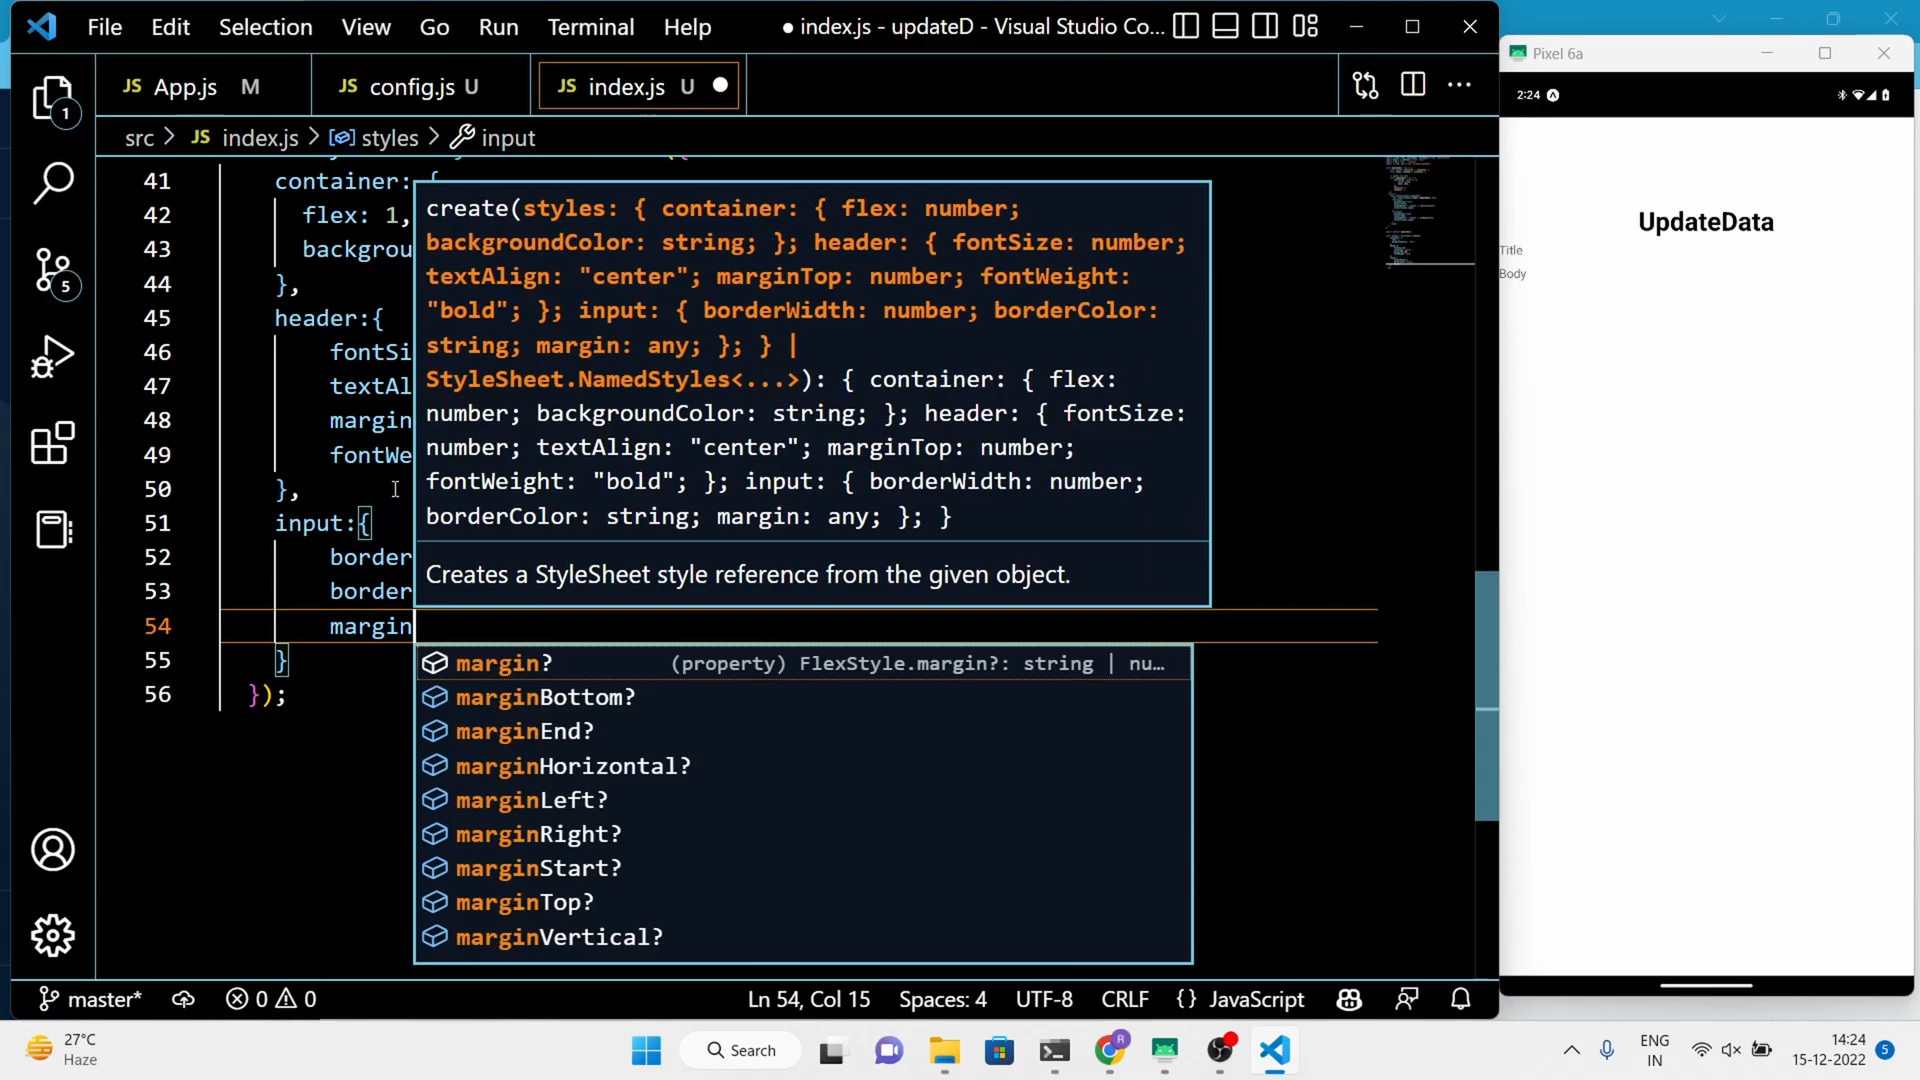 File Edit Selection View Go Run Terminal Help
● index.js - updateD - Visual Studio Co...
JS App.js M
JS config.js U
JS index.js U ●
src > JS index.js > styles > input
41 container: {
42 flex: 1,
43 backgrou
44 },
45 header:{
46 fontSi
47 textAl
48 margin
49 fontWe
50 },
51 input:{
52 border
53 border
54 margin
55 }
56 });
create(styles: { container: { flex: number;
backgroundColor: string; }; header: { fontSize: number;
textAlign: "center"; marginTop: number; fontWeight:
"bold"; }; input: { borderWidth: number; borderColor:
string; margin: any; }; } |
StyleSheet.NamedStyles<...>): { container: { flex:
number; backgroundColor: string; }; header: { fontSize:
number; textAlign: "center"; marginTop: number;
fontWeight: "bold"; }; input: { borderWidth: number;
borderColor: string; margin: any; }; }
Creates a StyleSheet style reference from the given object.
margin? (property) FlexStyle.margin?: string | nu...
marginBottom?
marginEnd?
marginHorizontal?
marginLeft?
marginRight?
marginStart?
marginTop?
marginVertical?
1
5
master* 0 0 Ln 54, Col 15 Spaces: 4 UTF-8 CRLF {} JavaScript
Pixel 6a
2:24
UpdateData
Title
Body
27°C
Haze
Search
R
ENG
IN
14:24
15-12-2022
5